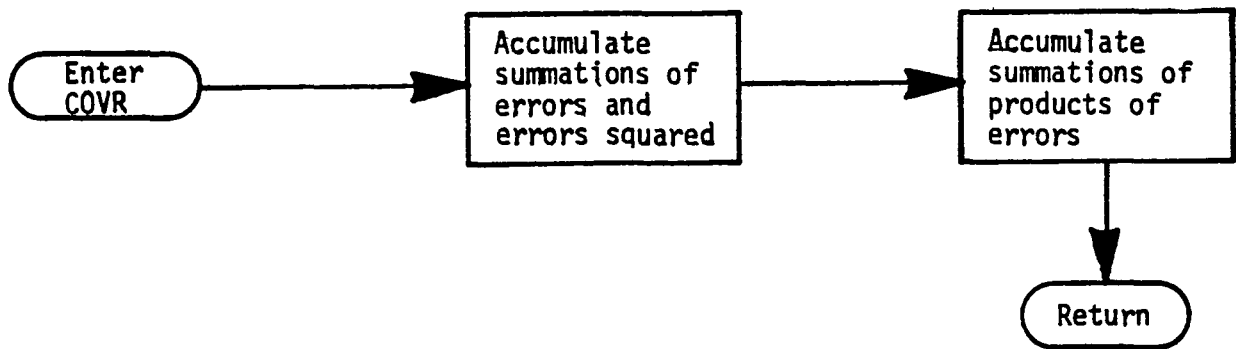 Enter
COVR
Accumulate
summations of
errors and
errors squared
Accumulate
summations of
products of
errors
Return